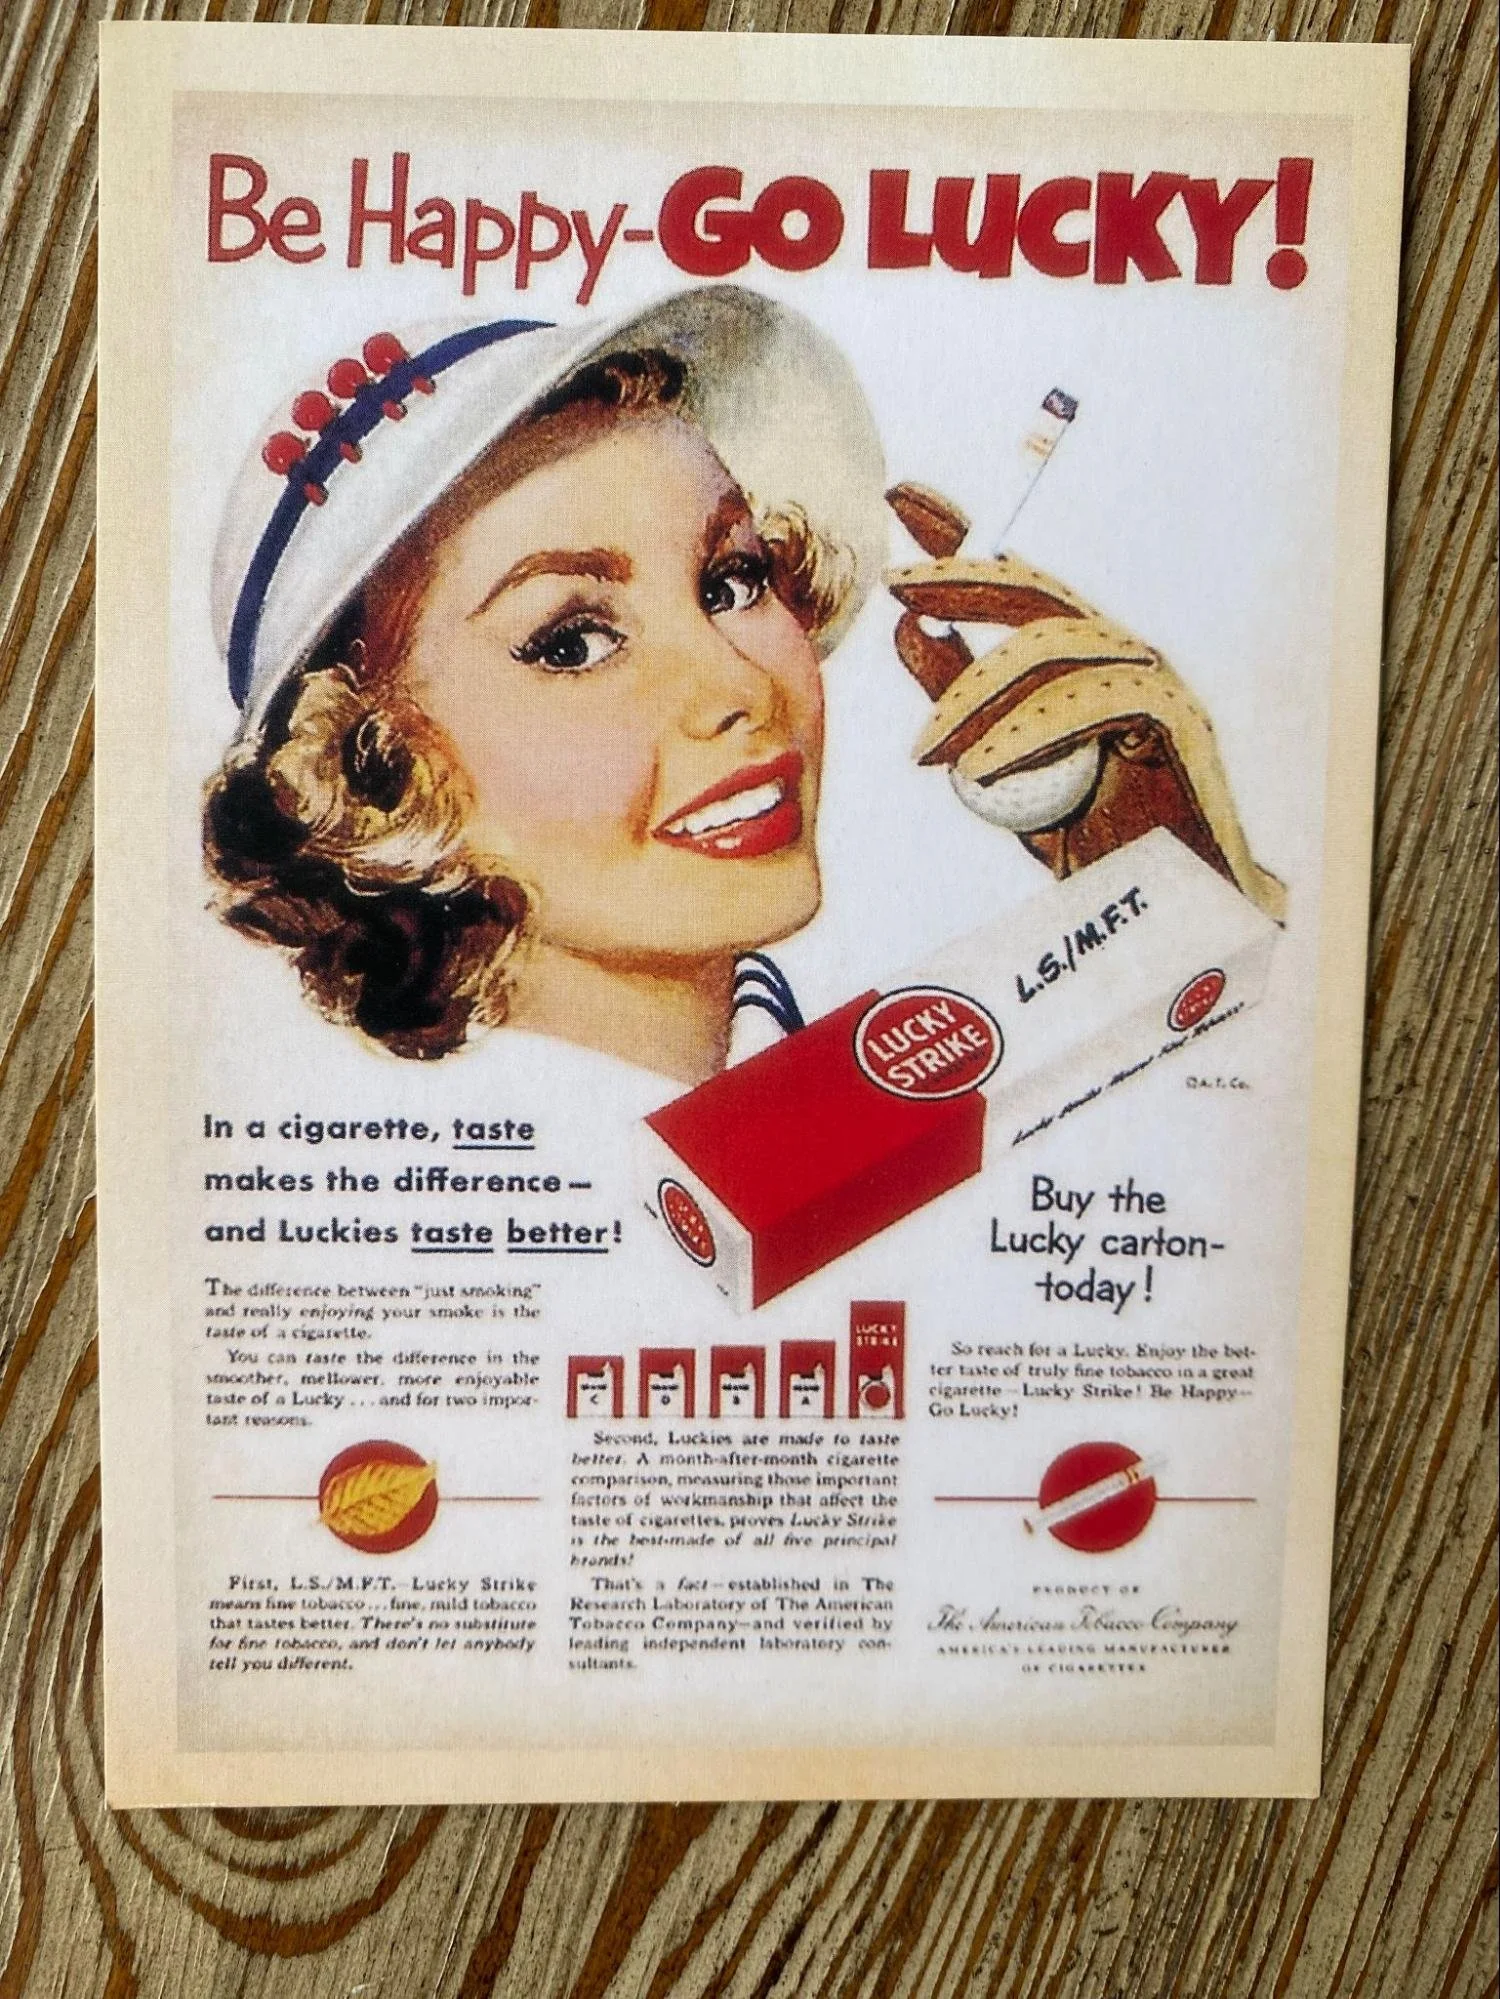 Be Happy-GO LUCKY!
L.S./M.F.T.
LUCKY
STRIKE
©A.T. Co.
In a cigarette, taste
makes the difference—
and Luckies taste better!
Buy the
Lucky carton-
today!
The difference between "just smoking"
and really enjoying your smoke is the
taste of a cigarette.
You can taste the difference in the
smoother, mellower, more enjoyable
taste of a Lucky . . . and for two impor-
tant reasons.
First, L.S./M.F.T.–Lucky Strike
means fine tobacco...fine, mild tobacco
that tastes better. There's no substitute
for fine tobacco, and don't let anybody
tell you different.
LUCKY
STRIKE
C
D
B
A
Second, Luckies are made to taste
better. A month-after-month cigarette
comparison, measuring those important
factors of workmanship that affect the
taste of cigarettes, proves Lucky Strike
is the best-made of all five principal
brands!
That's a fact—established in The
Research Laboratory of The American
Tobacco Company—and verified by
leading independent laboratory con-
sultants.
So reach for a Lucky. Enjoy the bet-
ter taste of truly fine tobacco in a great
cigarette—Lucky Strike! Be Happy—
Go Lucky!
PRODUCT OF
The American Tobacco Company
AMERICA'S LEADING MANUFACTURER
OF CIGARETTES